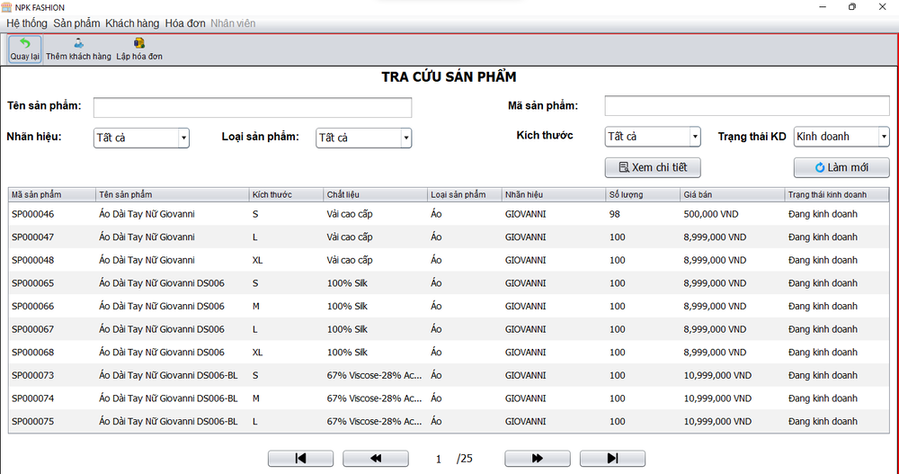 NPK FASHION
Hệ thống Sản phẩm Khách hàng Hóa đơn Nhân viên
Quay lại Thêm khách hàng Lập hóa đơn
TRA CỨU SẢN PHẨM
Tên sản phẩm: Mã sản phẩm:
Nhãn hiệu: Tất cả Loại sản phẩm: Tất cả Kích thước Tất cả Trạng thái KD Kinh doanh
Xem chi tiết Làm mới
Mã sản phẩm Tên sản phẩm Kích thước Chất liệu Loại sản phẩm Nhãn hiệu Số lượng Giá bán Trạng thái kinh doanh
SP000046 Áo Dài Tay Nữ Giovanni S Vải cao cấp Áo GIOVANNI 98 500,000 VND Đang kinh doanh
SP000047 Áo Dài Tay Nữ Giovanni L Vải cao cấp Áo GIOVANNI 100 8,999,000 VND Đang kinh doanh
SP000048 Áo Dài Tay Nữ Giovanni XL Vải cao cấp Áo GIOVANNI 100 8,999,000 VND Đang kinh doanh
SP000065 Áo Dài Tay Nữ Giovanni DS006 S 100% Silk Áo GIOVANNI 100 8,999,000 VND Đang kinh doanh
SP000066 Áo Dài Tay Nữ Giovanni DS006 M 100% Silk Áo GIOVANNI 100 8,999,000 VND Đang kinh doanh
SP000067 Áo Dài Tay Nữ Giovanni DS006 L 100% Silk Áo GIOVANNI 100 8,999,000 VND Đang kinh doanh
SP000068 Áo Dài Tay Nữ Giovanni DS006 XL 100% Silk Áo GIOVANNI 100 8,999,000 VND Đang kinh doanh
SP000073 Áo Dài Tay Nữ Giovanni DS006-BL S 67% Viscose-28% Ac... Áo GIOVANNI 100 10,999,000 VND Đang kinh doanh
SP000074 Áo Dài Tay Nữ Giovanni DS006-BL M 67% Viscose-28% Ac... Áo GIOVANNI 100 10,999,000 VND Đang kinh doanh
SP000075 Áo Dài Tay Nữ Giovanni DS006-BL L 67% Viscose-28% Ac... Áo GIOVANNI 100 10,999,000 VND Đang kinh doanh
1 /25